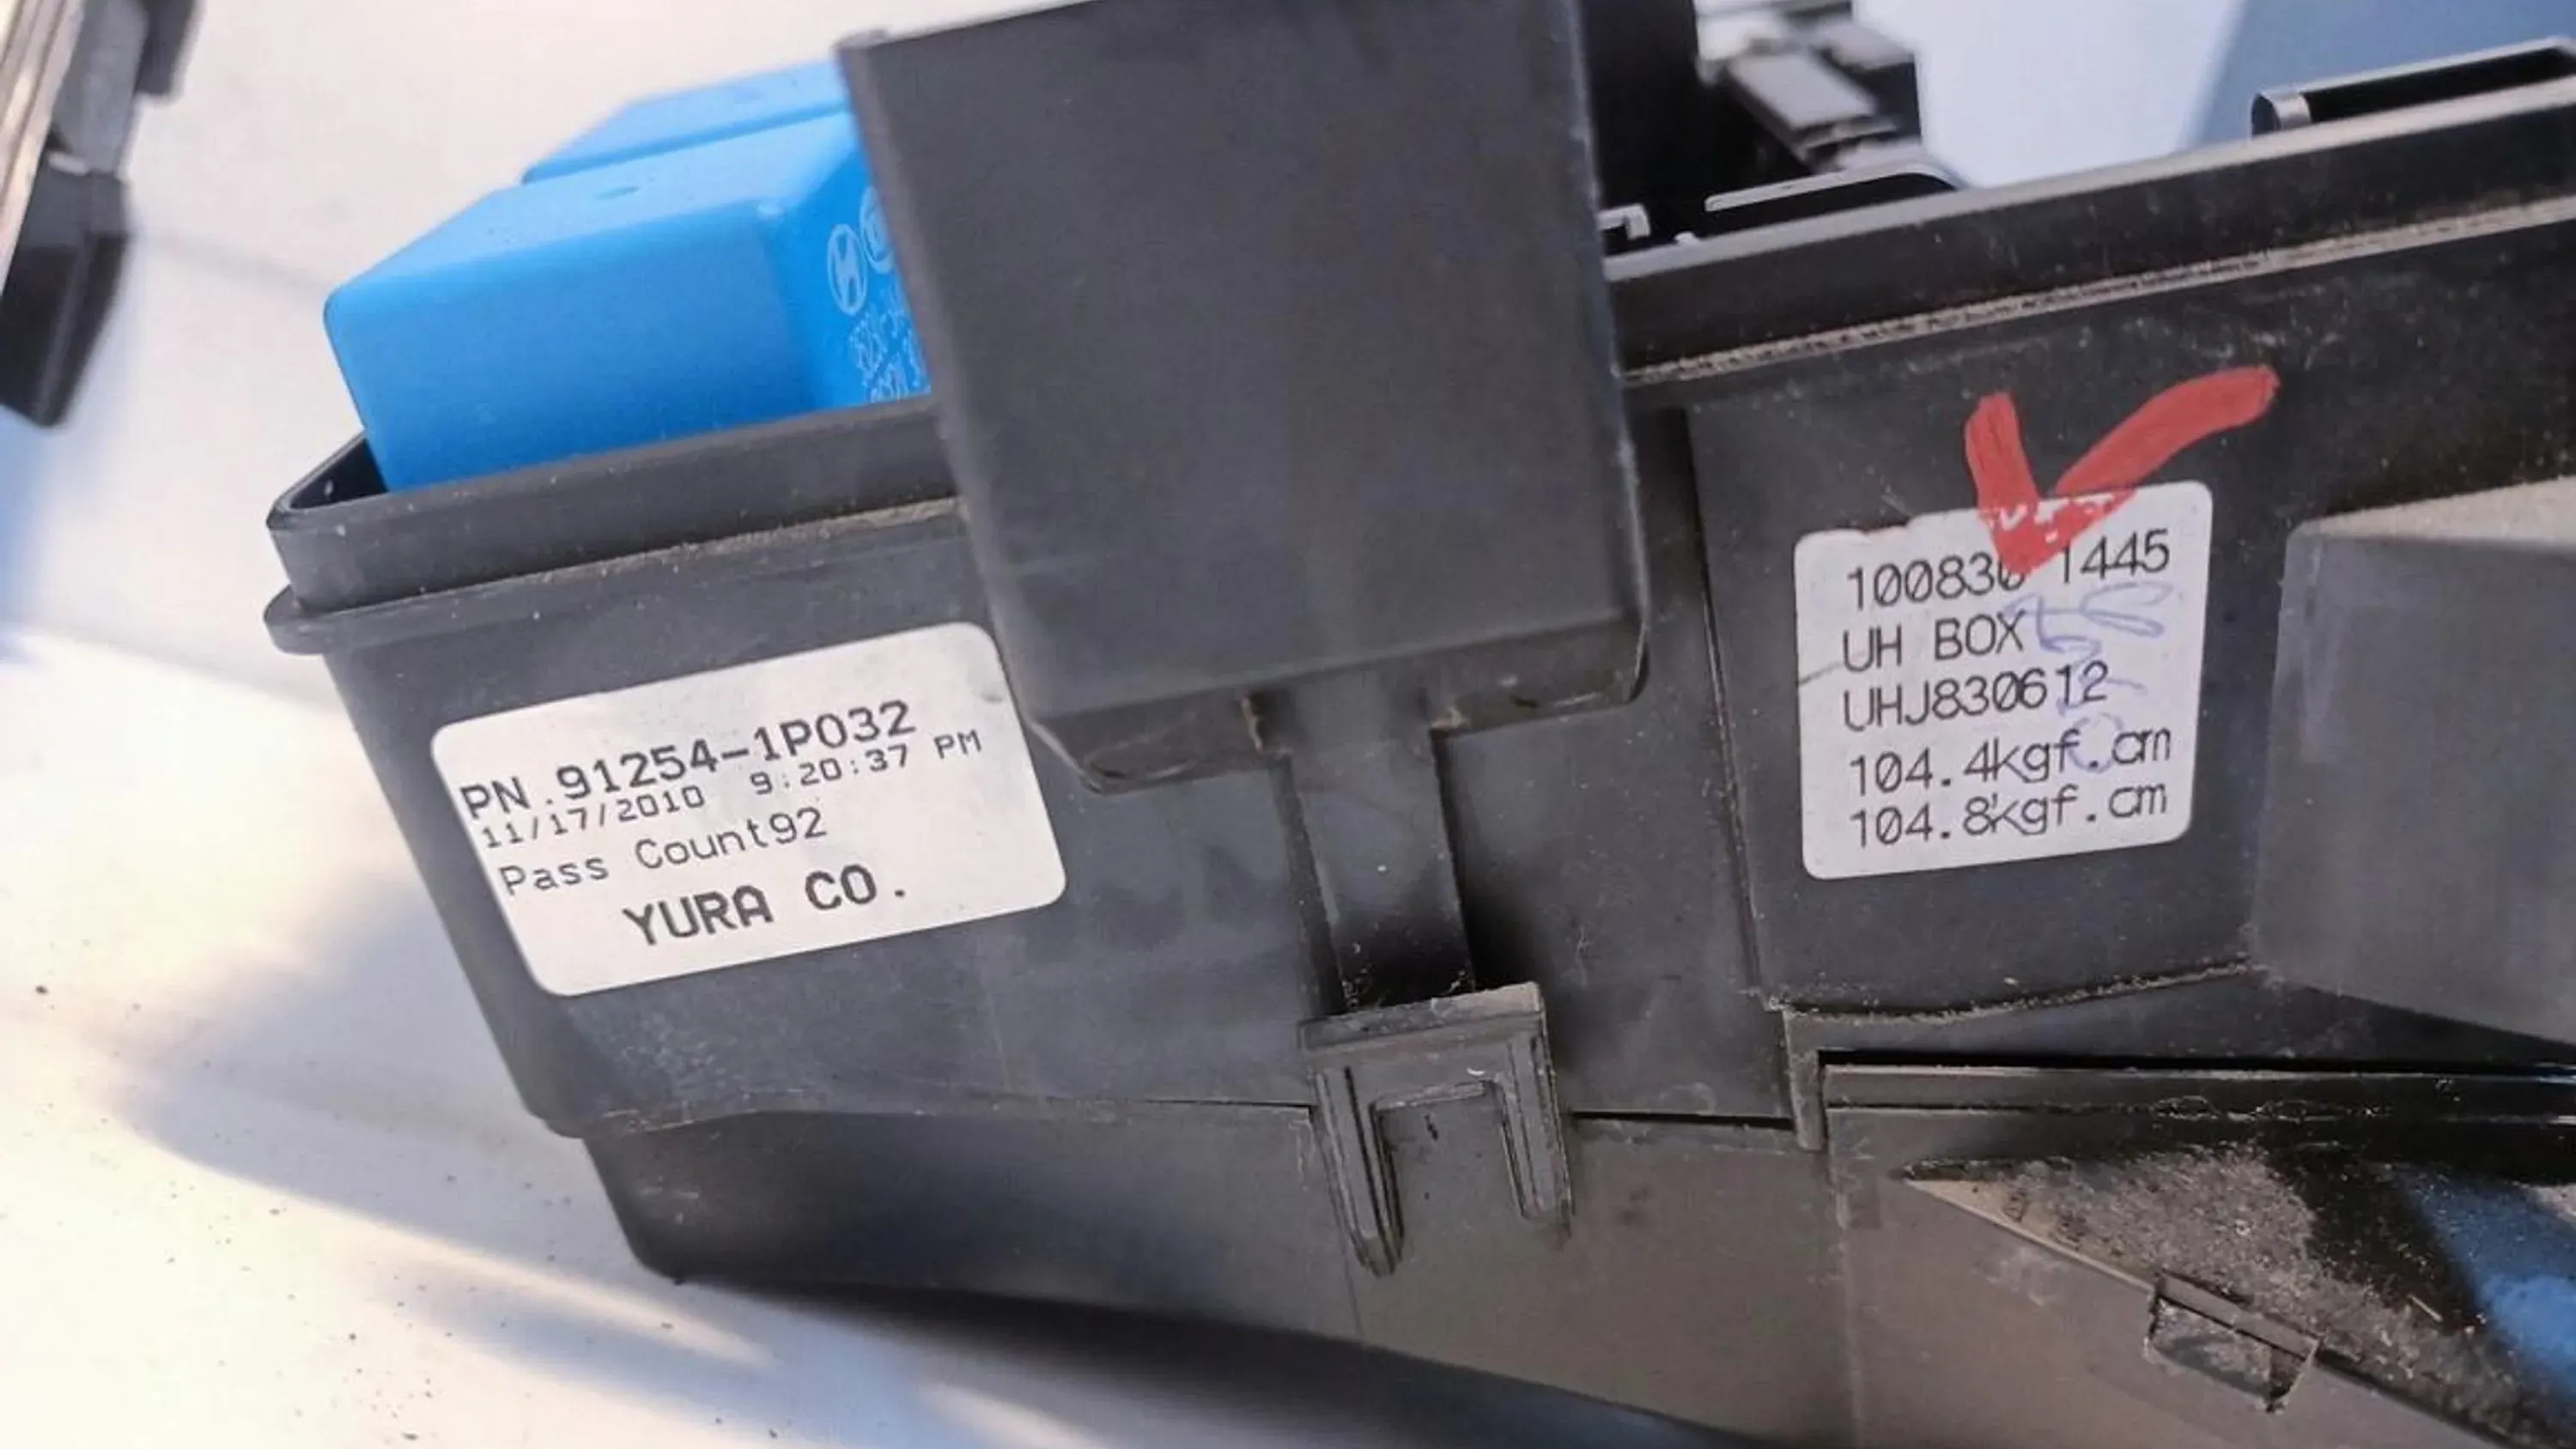 PN.91254-1P032
11/17/2010 9:20:37 PM
Pass Count92
YURA CO.
100830 1445
UH BOX
UHJ830612
104.4kgf.cm
104.8kgf.cm